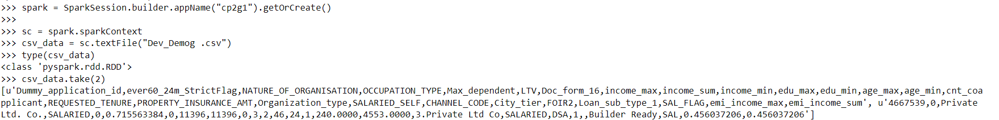 >>> spark = SparkSession.builder.appName("cp2g1").getOrCreate()
>>>
>>> sc = spark.sparkContext
>>> csv_data = sc.textFile("Dev_Demog .csv")
>>> type(csv_data)
<class 'pyspark.rdd.RDD'>
>>> csv_data.take(2)
[u'Dummy_application_id,ever60_24m_StrictFlag,NATURE_OF_ORGANISATION,OCCUPATION_TYPE,Max_dependent,LTV,Doc_form_16,income_max,income_sum,income_min,edu_max,edu_min,age_max,age_min,cnt_coa
pplicant,REQUESTED_TENURE,PROPERTY_INSURANCE_AMT,Organization_type,SALARIED_SELF,CHANNEL_CODE,City_tier,FOIR2,Loan_sub_type_1,SAL_FLAG,emi_income_max,emi_income_sum', u'4667539,0,Private
Ltd. Co.,SALARIED,0,0.715563384,0,11396,11396,0,3,2,46,24,1,240.0000,4553.0000,3.Private Ltd Co,SALARIED,DSA,1,,Builder Ready,SAL,0.456037206,0.456037206']